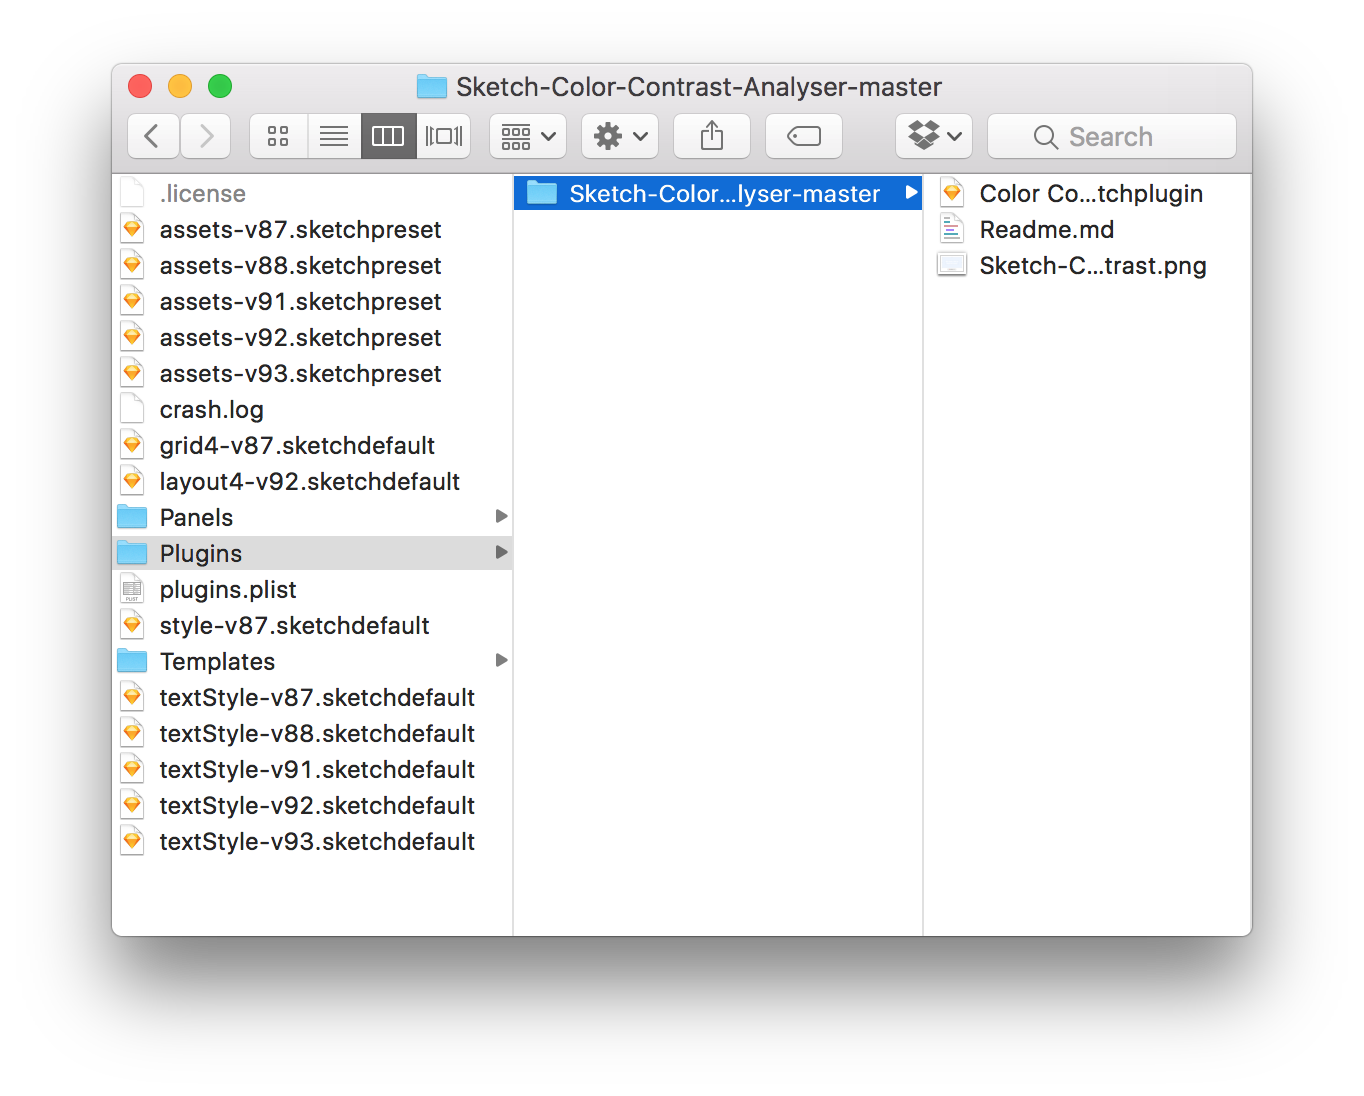 Sketch-Color-Contrast-Analyser-master
Search
.license
assets-v87.sketchpreset
assets-v88.sketchpreset
assets-v91.sketchpreset
assets-v92.sketchpreset
assets-v93.sketchpreset
crash.log
grid4-v87.sketchdefault
layout4-v92.sketchdefault
Panels
Plugins
plugins.plist
style-v87.sketchdefault
Templates
textStyle-v87.sketchdefault
textStyle-v88.sketchdefault
textStyle-v91.sketchdefault
textStyle-v92.sketchdefault
textStyle-v93.sketchdefault
Sketch-Color...lyser-master
Color Co...tchplugin
Readme.md
Sketch-C...trast.png